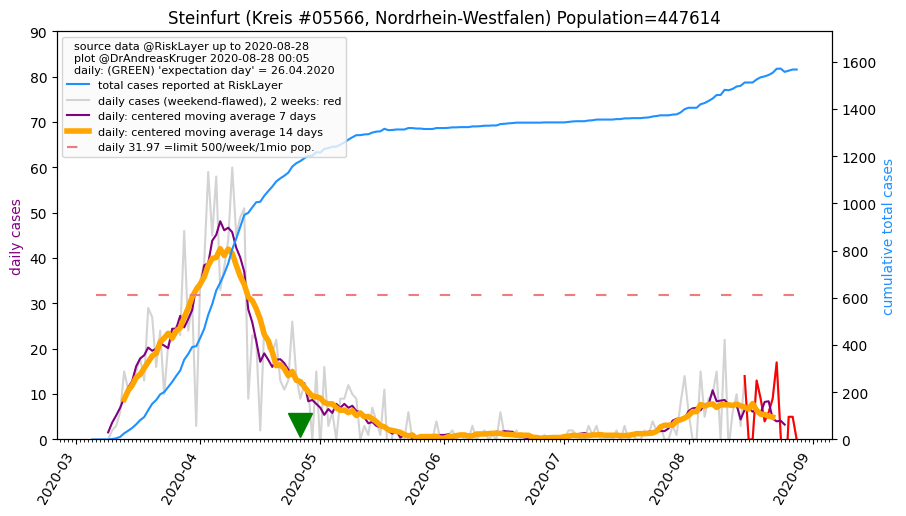 Steinfurt (Kreis #05566, Nordrhein-Westfalen) Population=447614
source data @RiskLayer up to 2020-08-28
plot @DrAndreasKruger 2020-08-28 00:05
daily: (GREEN) 'expectation day' = 26.04.2020
total cases reported at RiskLayer
daily cases (weekend-flawed), 2 weeks: red
daily: centered moving average 7 days
daily: centered moving average 14 days
daily 31.97 =limit 500/week/1mio pop.
daily cases
90
80
70
60
50
40
30
20
10
0
cumulative total cases
1600
1400
1200
1000
800
600
400
200
0
2020-03
2020-04
2020-05
2020-06
2020-07
2020-08
2020-09